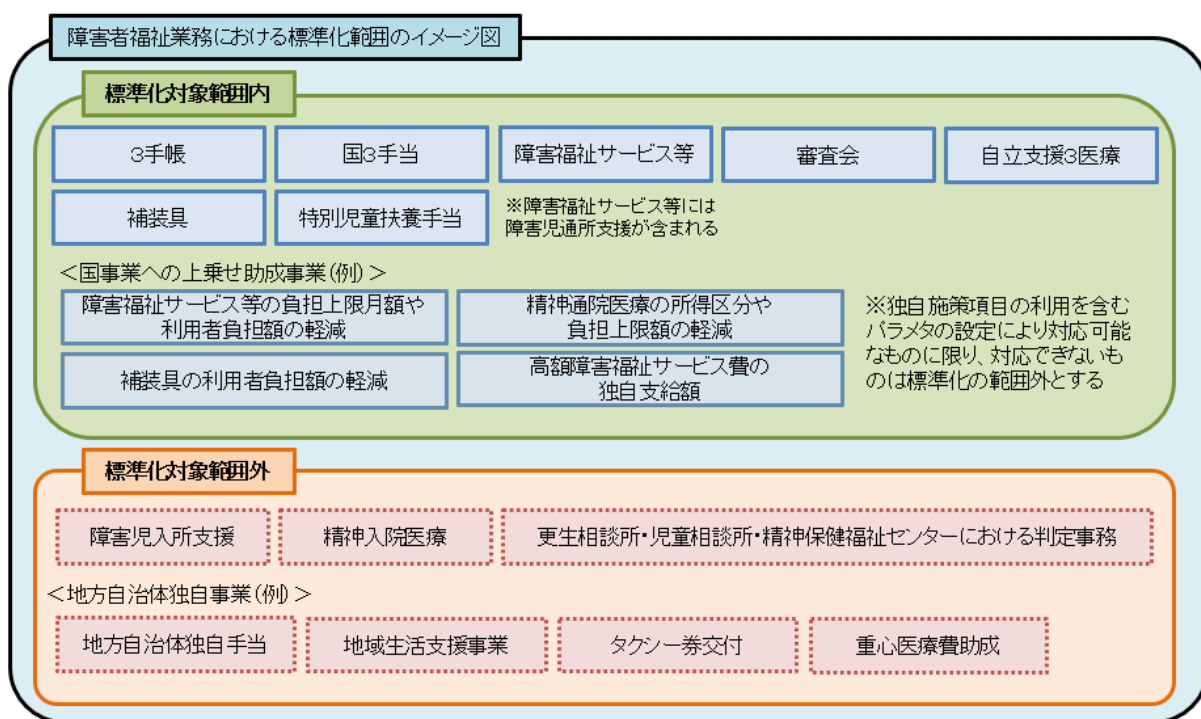 障害者福祉業務における標準化範囲のイメージ図
標準化対象範囲内
3手帳
国3手当
障害福祉サービス等
審査会
自立支援3医療
補装具
特別児童扶養手当
※障害福祉サービス等には
障害児通所支援が含まれる
<国事業への上乗せ助成事業(例)>
障害福祉サービス等の負担上限月額や
利用者負担額の軽減
精神通院医療の所得区分や
負担上限額の軽減
補装具の利用者負担額の軽減
高額障害福祉サービス費の
独自支給額
※独自施策項目の利用を含む
パラメタの設定により対応可能
なものに限り、対応できないも
のは標準化の範囲外とする
標準化対象範囲外
障害児入所支援
精神入院医療
更生相談所・児童相談所・精神保健福祉センターにおける判定事務
<地方自治体独自事業(例)>
地方自治体独自手当
地域生活支援事業
タクシー券交付
重心医療費助成